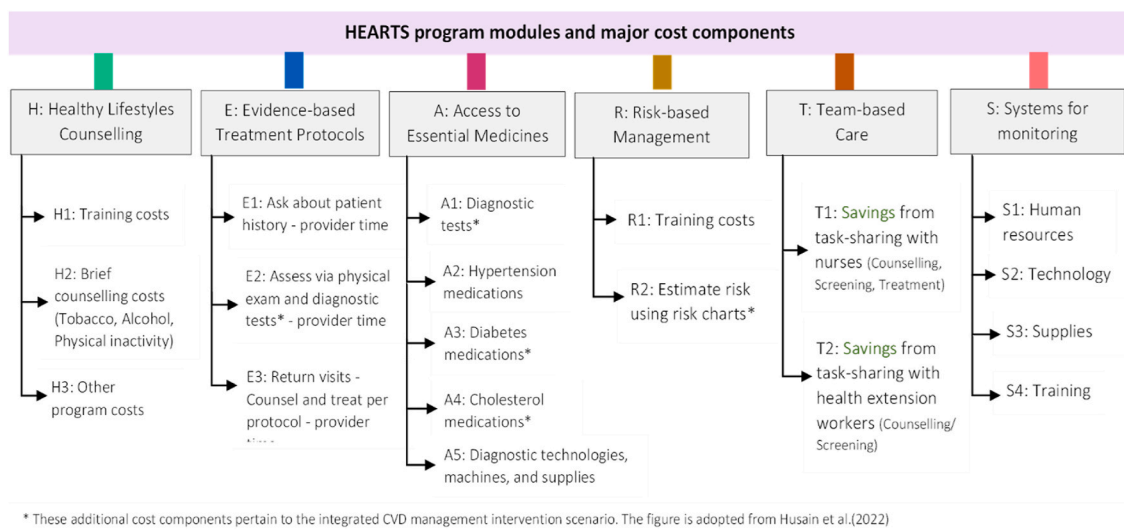 HEARTS program modules and major cost components
H: Healthy Lifestyles
Counselling
H1: Training costs
H2: Brief
counselling costs
(Tobacco, Alcohol,
Physical inactivity)
H3: Other
program costs
E: Evidence-based
Treatment Protocols
E1: Ask about patient
history - provider time
E2: Assess via physical
exam and diagnostic
tests* - provider time
E3: Return visits -
Counsel and treat per
protocol - provider
time
A: Access to
Essential Medicines
A1: Diagnostic
tests*
A2: Hypertension
medications
A3: Diabetes
medications*
A4: Cholesterol
medications*
A5: Diagnostic technologies,
machines, and supplies
R: Risk-based
Management
R1: Training costs
R2: Estimate risk
using risk charts*
T: Team-based
Care
T1: Savings from
task-sharing with
nurses (Counselling,
Screening, Treatment)
T2: Savings from
task-sharing with
health extension
workers (Counselling/
Screening)
S: Systems for
monitoring
S1: Human
resources
S2: Technology
S3: Supplies
S4: Training
* These additional cost components pertain to the integrated CVD management intervention scenario. The figure is adopted from Husain et al.(2022)